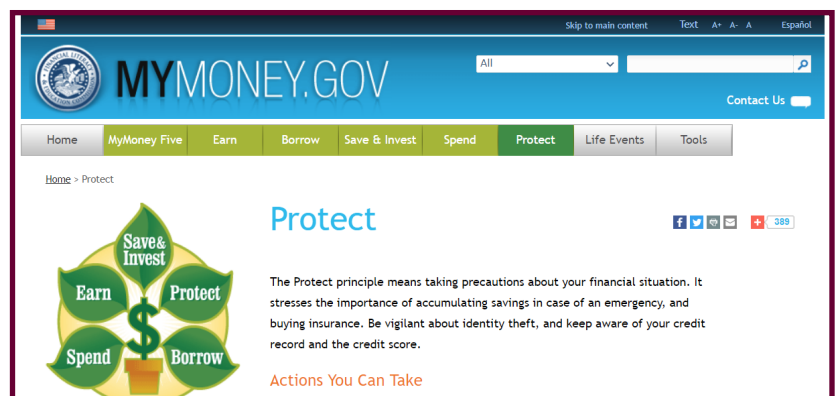 Skip to main content Text A+ A- A Español
MYMONEY.GOV
All
Contact Us
Home MyMoney Five Earn Borrow Save & Invest Spend Protect Life Events Tools
Home > Protect
Protect
389
The Protect principle means taking precautions about your financial situation. It
stresses the importance of accumulating savings in case of an emergency, and
buying insurance. Be vigilant about identity theft, and keep aware of your credit
record and the credit score.
Actions You Can Take
Save &
Invest
Earn
Protect
Spend
Borrow